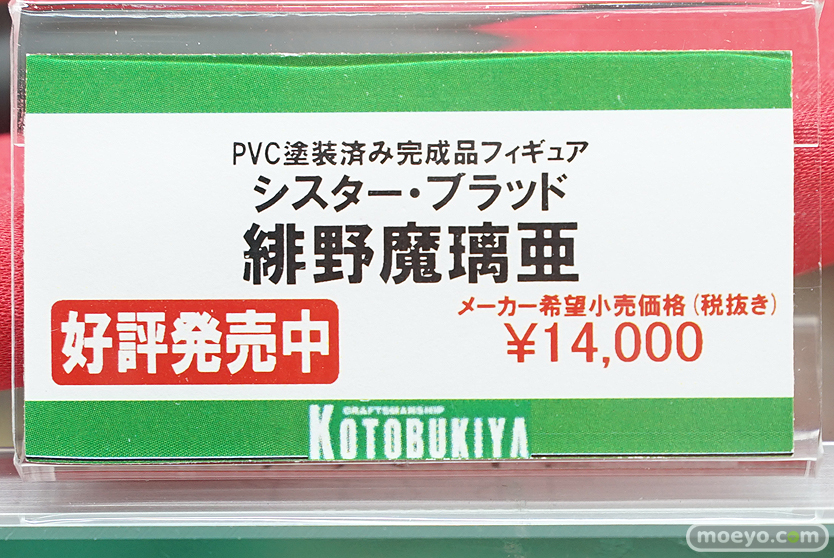 PVC塗装済み完成品フィギュア
シスター・ブラッド
緋野魔璃亜
好評発売中
メーカー希望小売価格(税抜き)
¥14,000
CRAFTSMANSHIP
KOTOBUKIYA
moeyo.com